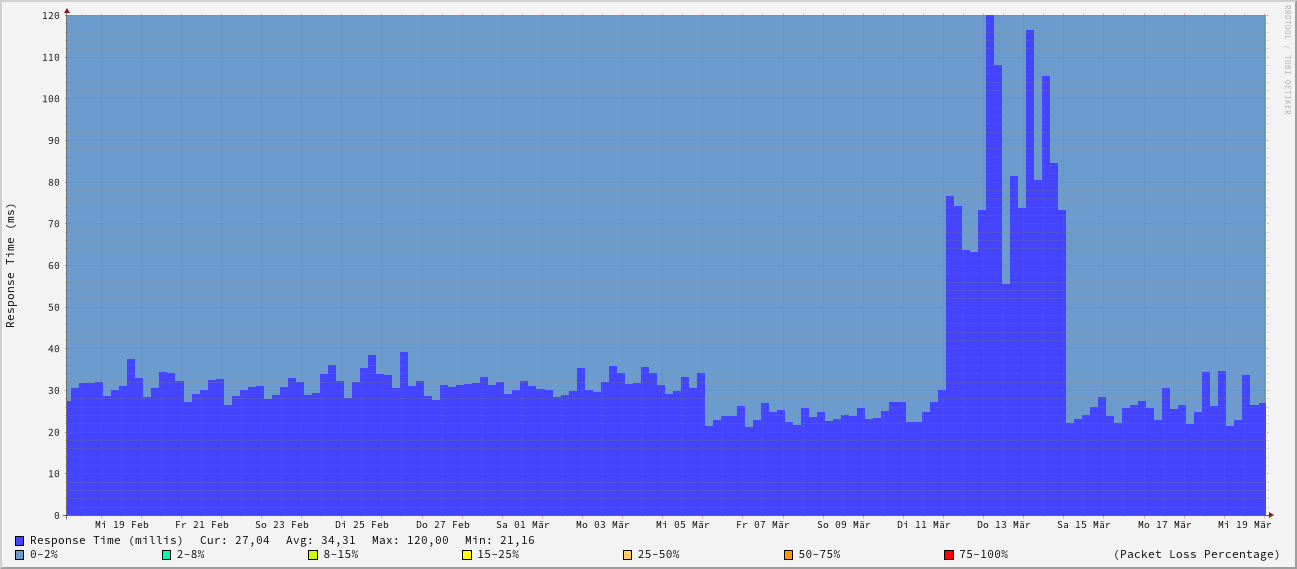 RRDTOOL / TOBI OETIKER
Response Time (ms)
120
110
100
90
80
70
60
50
40
30
20
10
0
Mi 19 Feb Fr 21 Feb So 23 Feb Di 25 Feb Do 27 Feb Sa 01 Mär Mo 03 Mär Mi 05 Mär Fr 07 Mär So 09 Mär Di 11 Mär Do 13 Mär Sa 15 Mär Mo 17 Mär Mi 19 Mär
Response Time (millis) Cur: 27,04 Avg: 34,31 Max: 120,00 Min: 21,16
0-2% 2-8% 8-15% 15-25% 25-50% 50-75% 75-100% (Packet Loss Percentage)